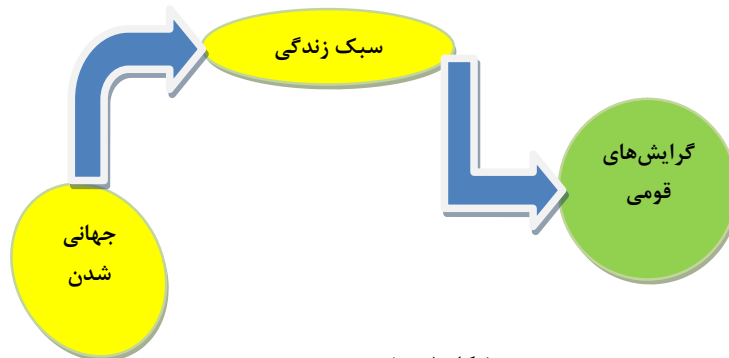 سبک زندگی
گرایش‌های
قومی
جهانی
شدن